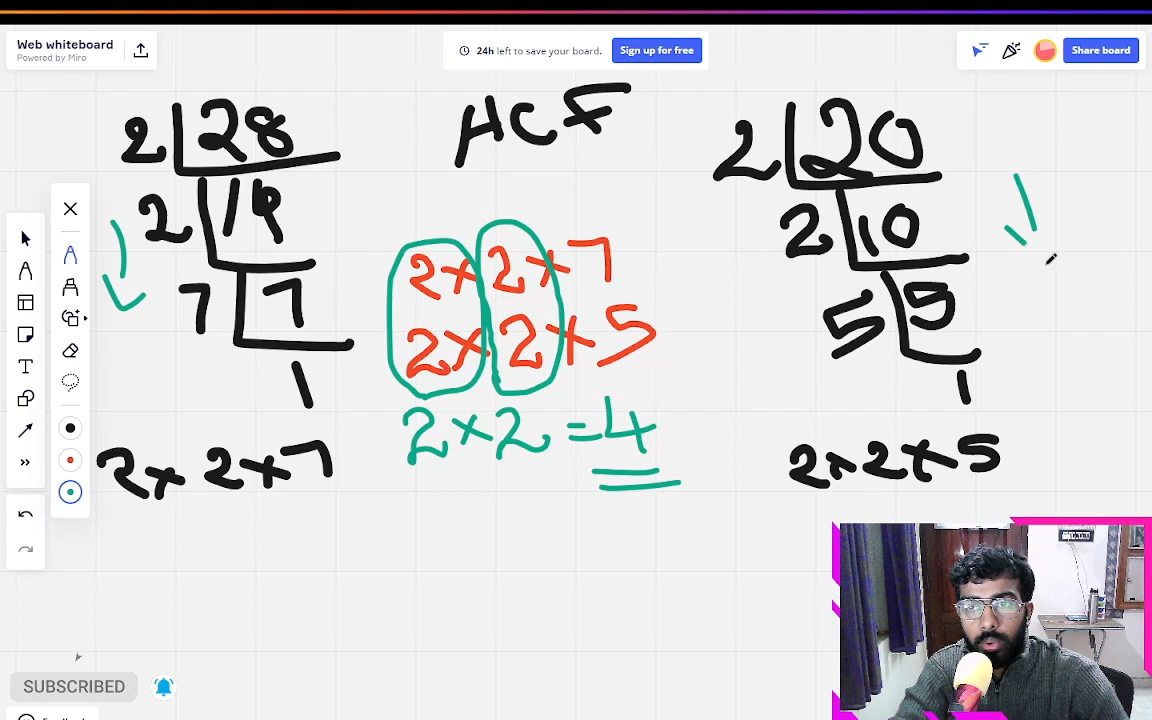 Web whiteboard
Powered by Miro
24h left to save your board.
Sign up for free
Share board
HCF
2 28
2 14
7 7
1
2 x 2 x 7
2 x 2 x 7
2 x 2 x 5
2 x 2 = 4
2 20
2 10
5 5
1
2 x 2 x 5
T
SUBSCRIBED